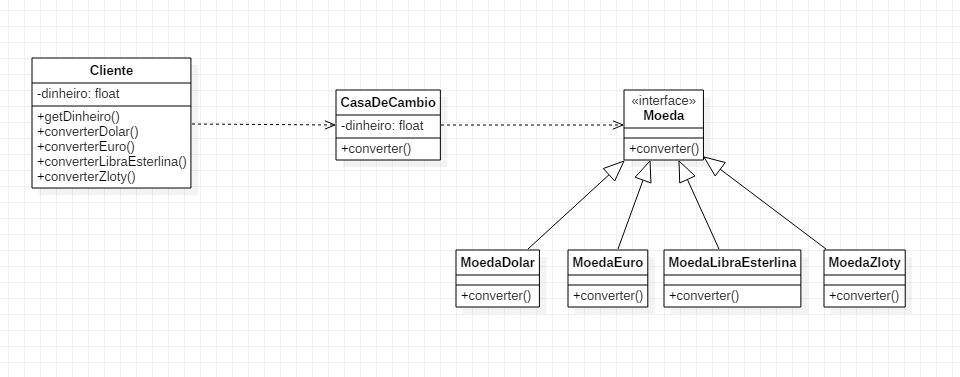 Cliente
-dinheiro: float
+getDinheiro()
+converterDolar()
+converterEuro()
+converterLibraEsterlina()
+converterZloty()
CasaDeCambio
-dinheiro: float
+converter()
«interface»
Moeda
+converter()
MoedaDolar
+converter()
MoedaEuro
+converter()
MoedaLibraEsterlina
+converter()
MoedaZloty
+converter()